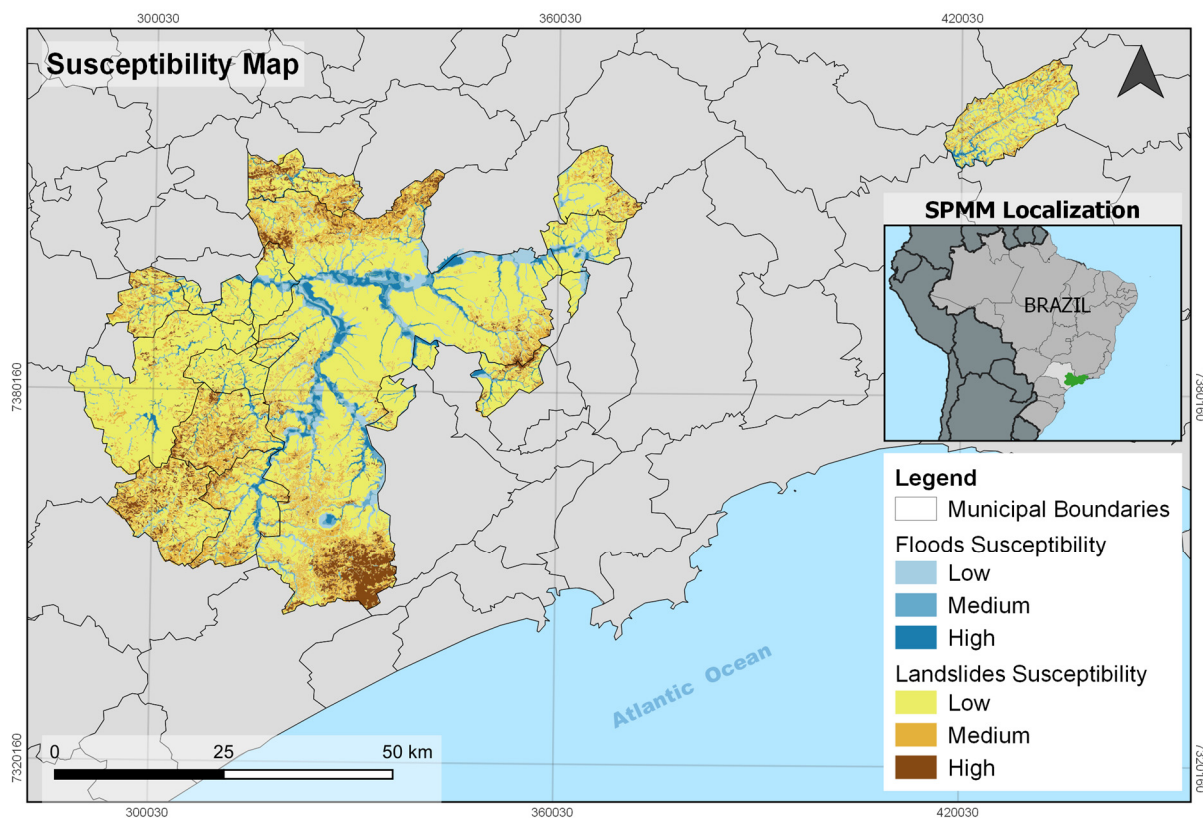 300030
360030
420030
Susceptibility Map
SPMM Localization
BRAZIL
7380160
7380160
Legend
Municipal Boundaries
Floods Susceptibility
Low
Medium
High
Landslides Susceptibility
Low
Medium
High
Atlantic Ocean
0
25
50 km
7320160
7320160
300030
360030
420030